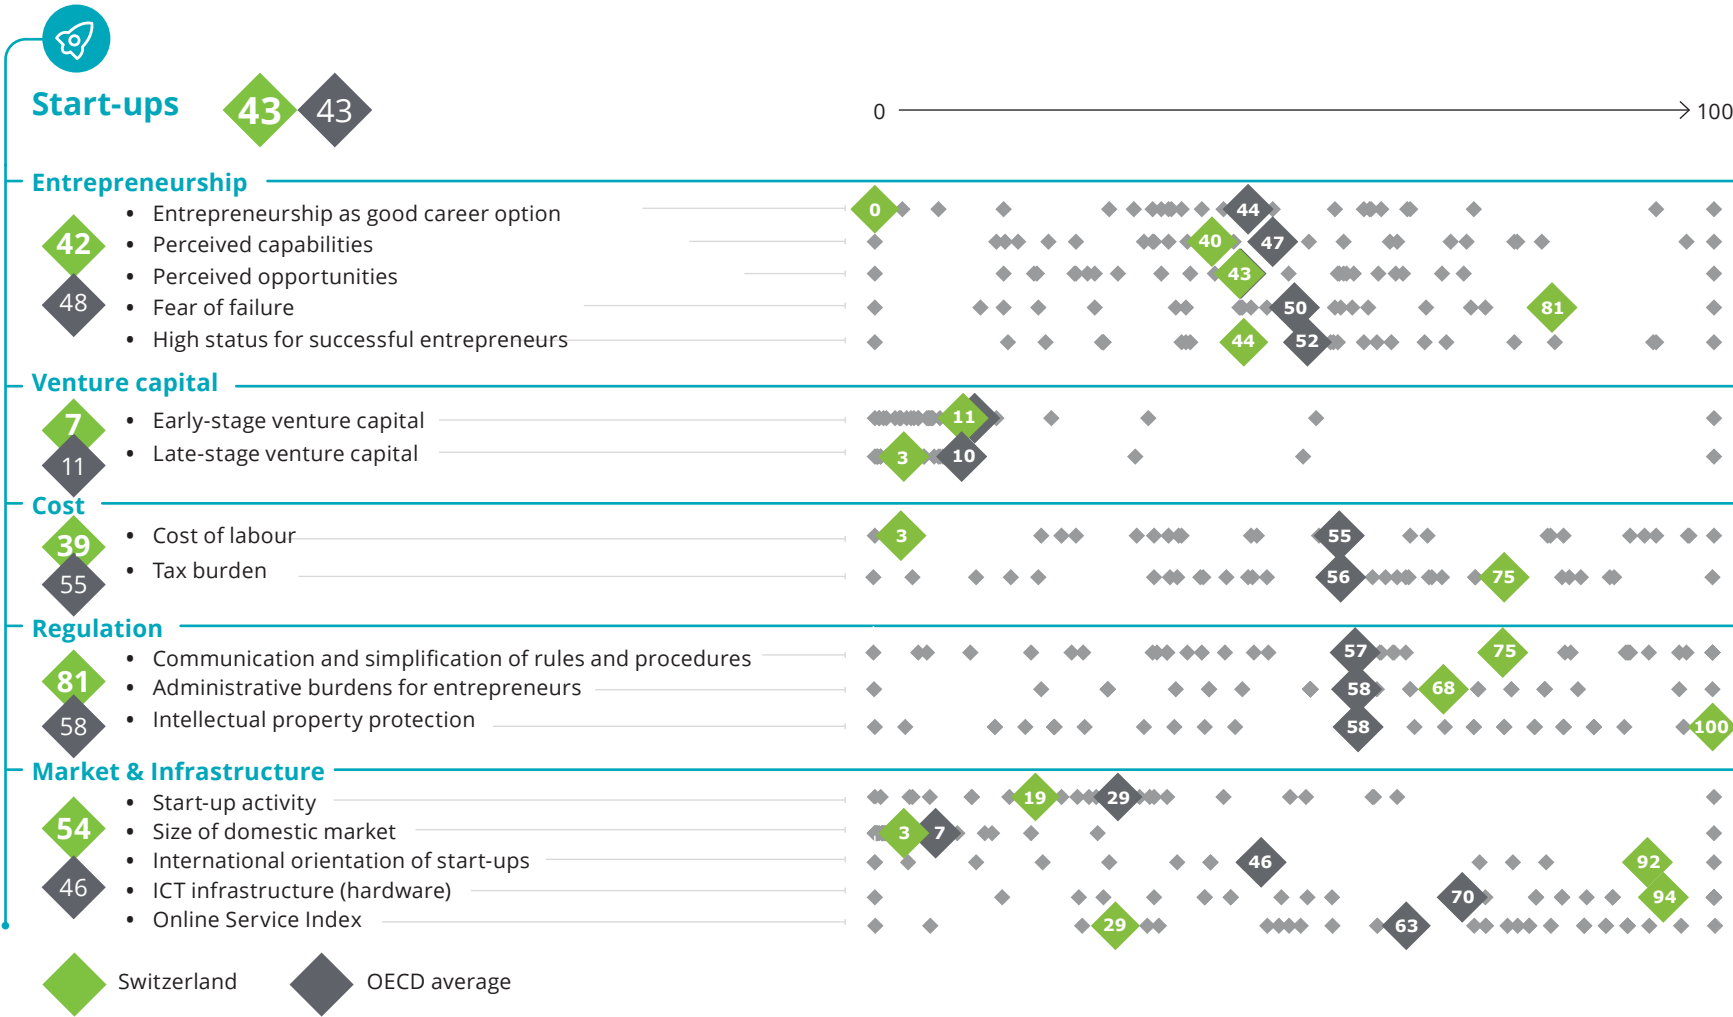 Start-ups 43 43
0 100
Entrepreneurship
42
48
• Entrepreneurship as good career option 0 44
• Perceived capabilities 40 47
• Perceived opportunities 43
• Fear of failure 50 81
• High status for successful entrepreneurs 44 52
Venture capital
7
11
• Early-stage venture capital 11
• Late-stage venture capital 3 10
Cost
39
55
• Cost of labour 3 55
• Tax burden 56 75
Regulation
81
58
• Communication and simplification of rules and procedures 57 75
• Administrative burdens for entrepreneurs 58 68
• Intellectual property protection 58 100
Market & Infrastructure
54
46
• Start-up activity 19 29
• Size of domestic market 3 7
• International orientation of start-ups 46 92
• ICT infrastructure (hardware) 70 94
• Online Service Index 29 63
Switzerland OECD average